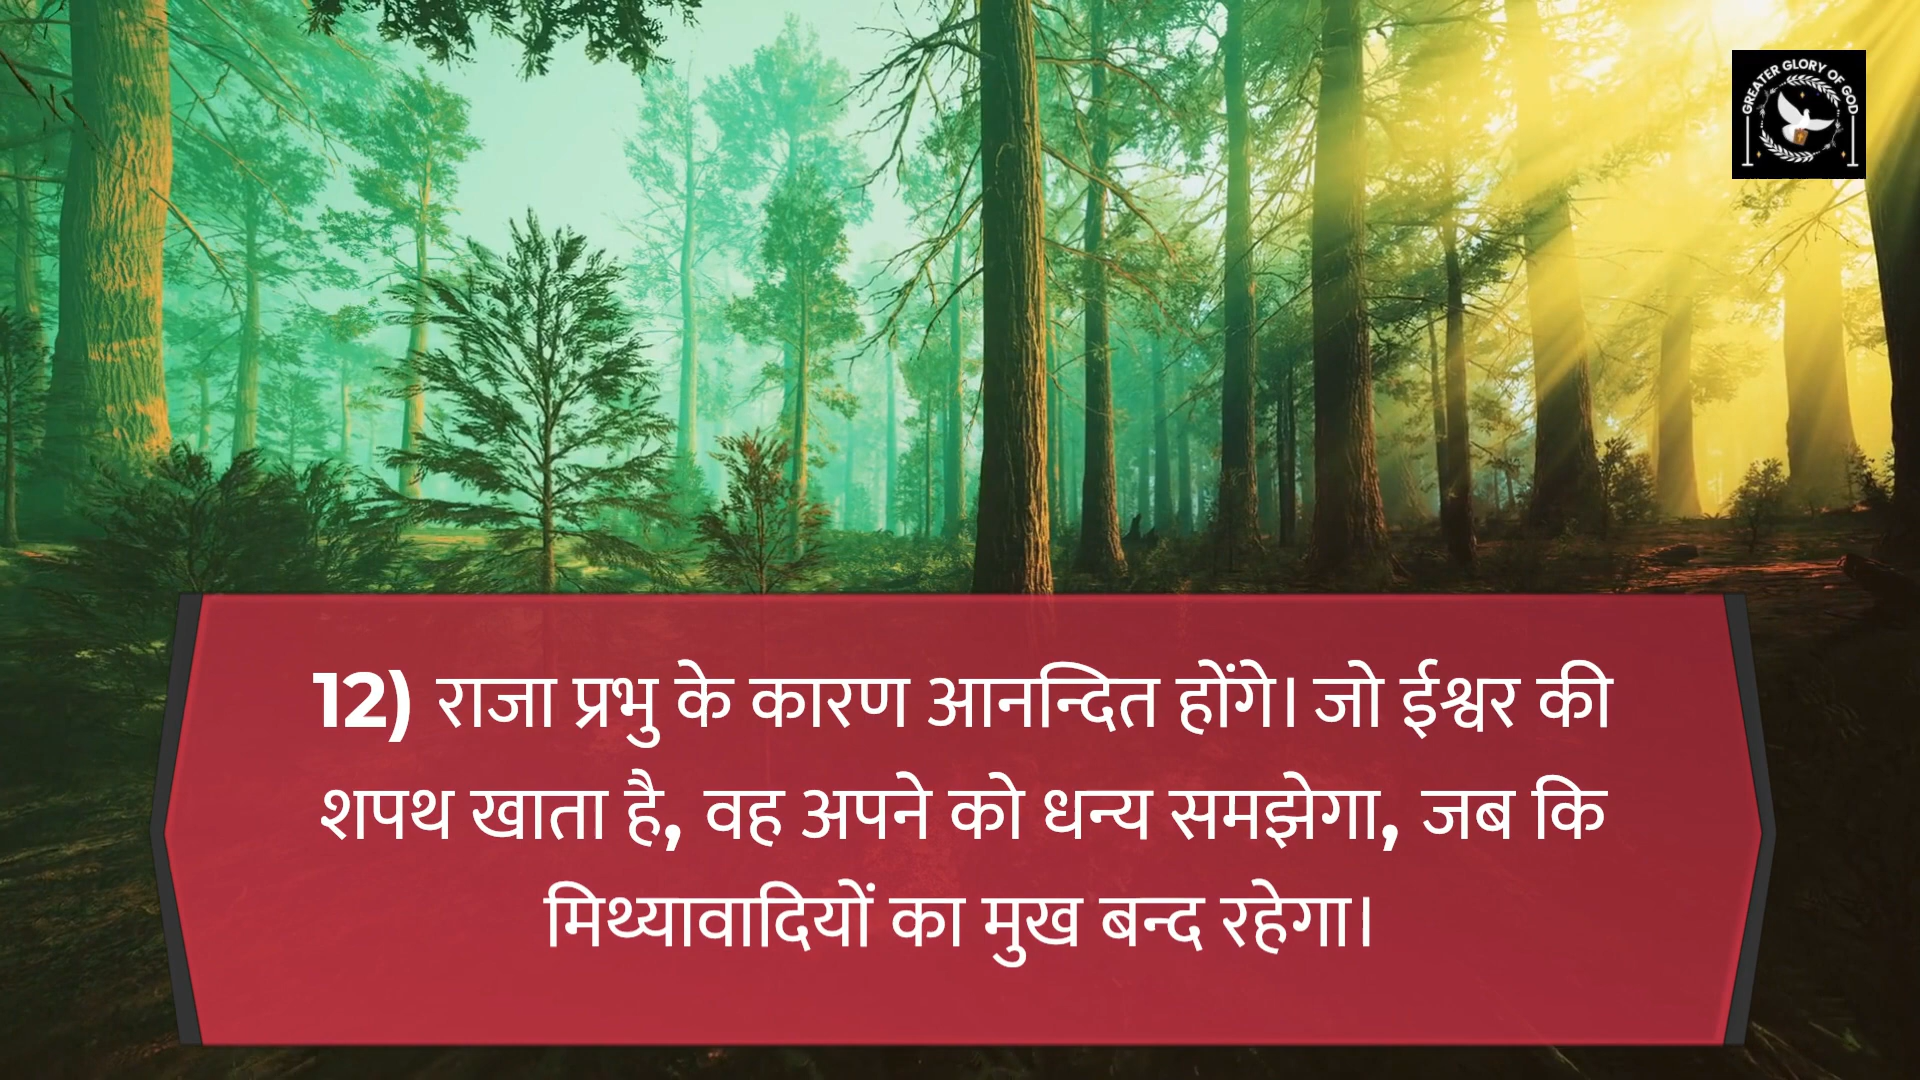 GREATER GLORY OF GOD
12) राजा प्रभु के कारण आनन्दित होंगे। जो ईश्वर की
शपथ खाता है, वह अपने को धन्य समझेगा, जब कि
मिथ्यावादियों का मुख बन्द रहेगा।